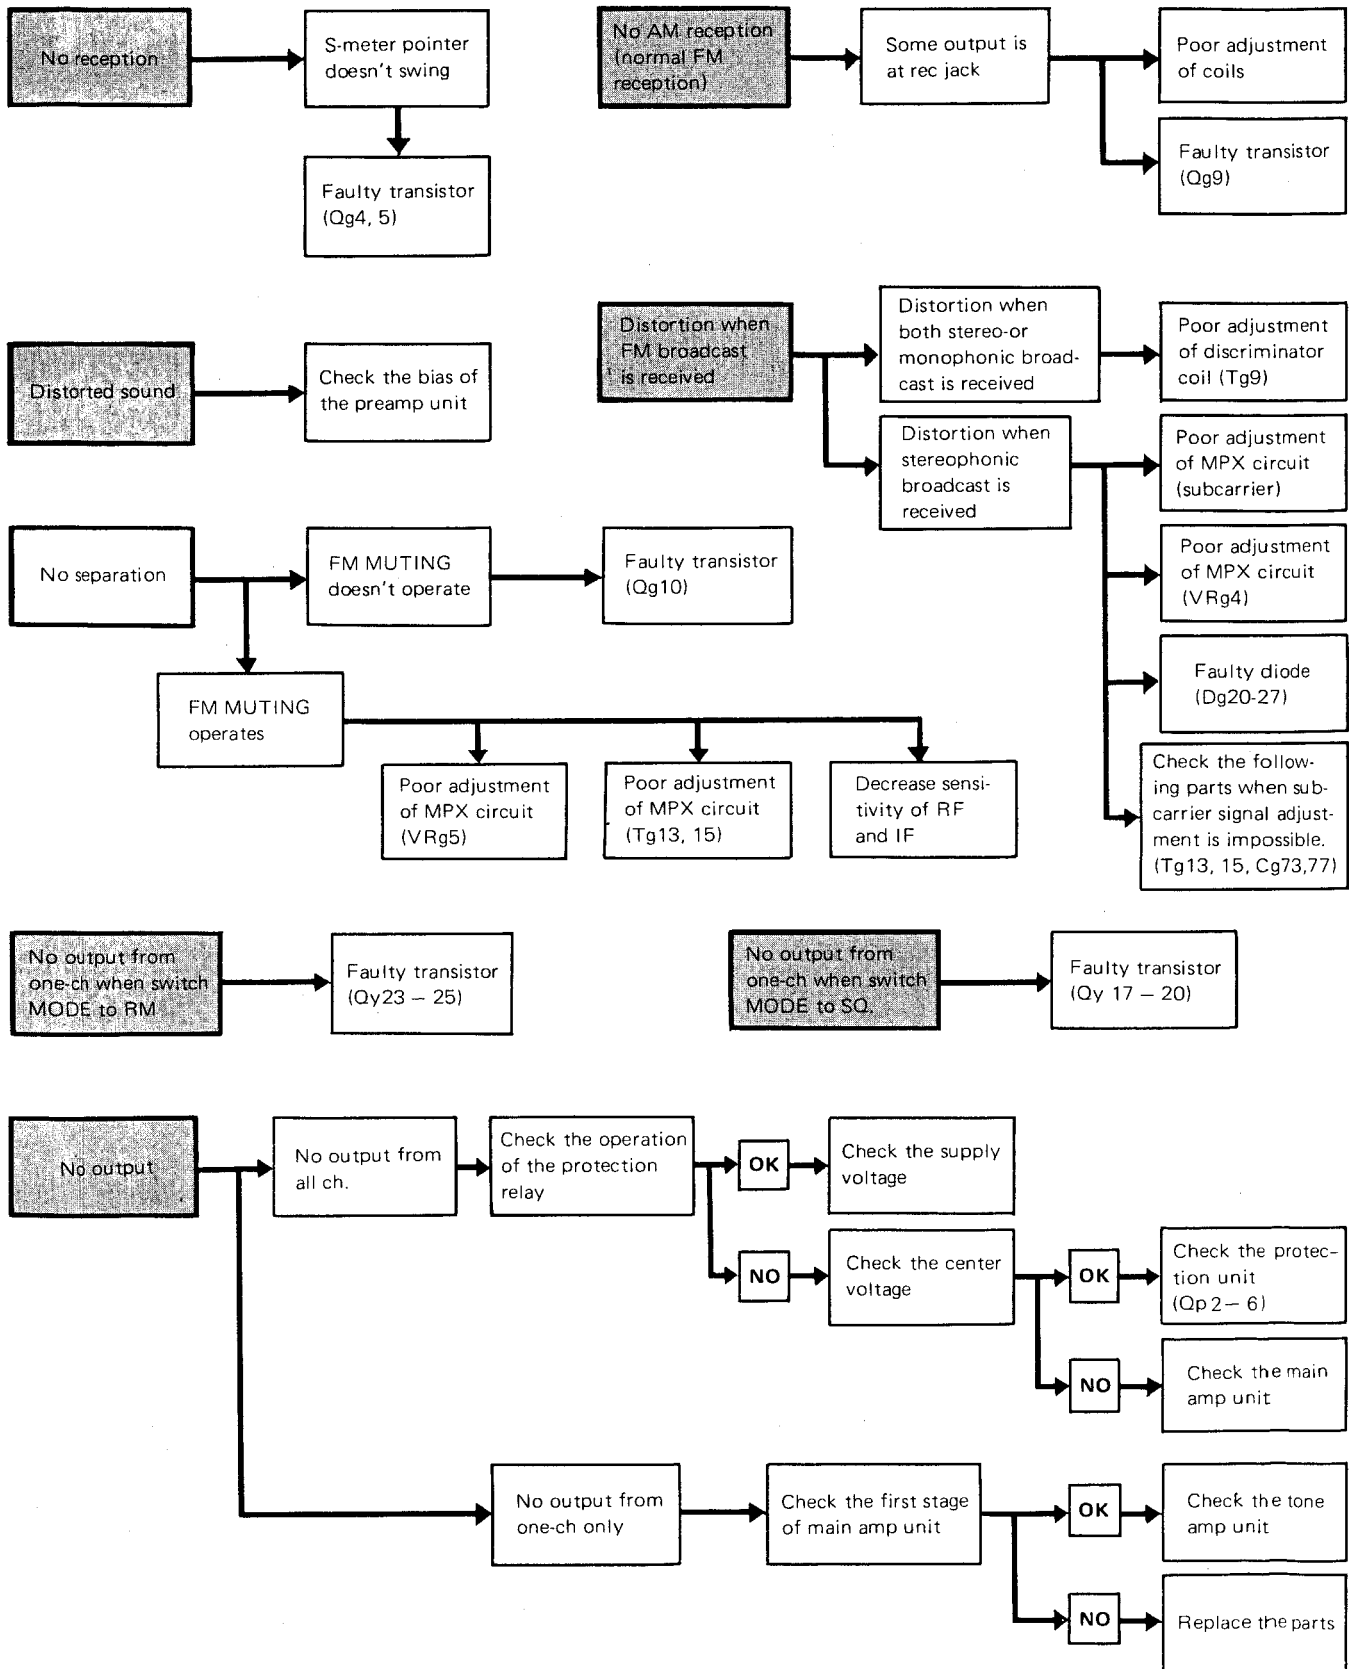 No reception
S-meter pointer
doesn't swing
Faulty transistor
(Qg4, 5)
No AM reception
(normal FM
reception)
Some output is
at rec jack
Poor adjustment
of coils
Faulty transistor
(Qg9)
Distorted sound
Check the bias of
the preamp unit
Distortion when
FM broadcast
is received
Distortion when
both stereo-or
monophonic broad-
cast is received
Poor adjustment
of discriminator
coil (Tg9)
Distortion when
stereophonic
broadcast is
received
Poor adjustment
of MPX circuit
(subcarrier)
Poor adjustment
of MPX circuit
(VRg4)
Faulty diode
(Dg20-27)
Check the follow-
ing parts when sub-
carrier signal adjust-
ment is impossible.
(Tg13, 15, Cg73,77)
No separation
FM MUTING
doesn't operate
Faulty transistor
(Qg10)
FM MUTING
operates
Poor adjustment
of MPX circuit
(VRg5)
Poor adjustment
of MPX circuit
(Tg13, 15)
Decrease sensi-
tivity of RF
and IF
No output from
one-ch when switch
MODE to RM
Faulty transistor
(Qy23 – 25)
No output from
one-ch when switch
MODE to SQ.
Faulty transistor
(Qy 17 – 20)
No output
No output from
all ch.
Check the operation
of the protection
relay
OK
Check the supply
voltage
NO
Check the center
voltage
OK
Check the protec-
tion unit
(Qp 2 – 6)
NO
Check the main
amp unit
No output from
one-ch only
Check the first stage
of main amp unit
OK
Check the tone
amp unit
NO
Replace the parts